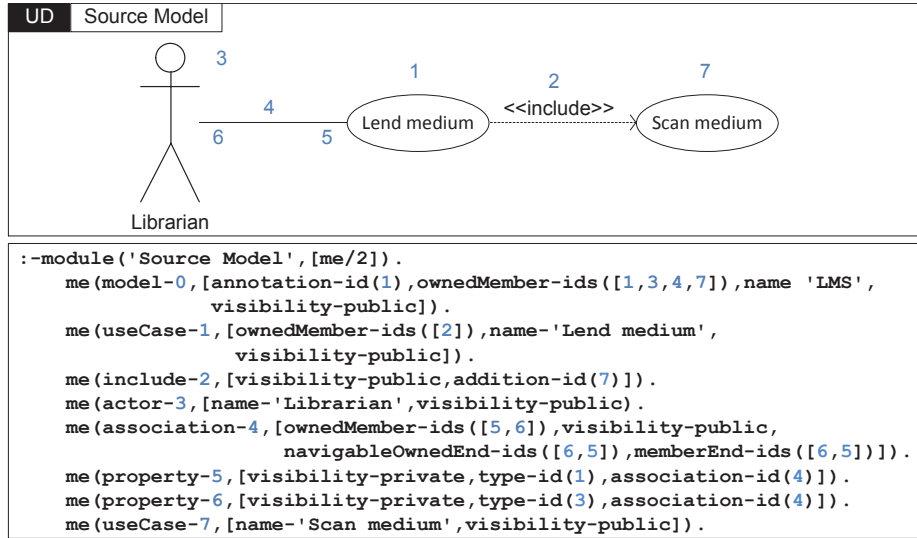 UD Source Model
3
1
2
7
4
<<include>>
Lend medium
Scan medium
6
5
Librarian
:-module('Source Model',[me/2]).
me(model-0,[annotation-id(1),ownedMember-ids([1,3,4,7]),name 'LMS',
visibility-public]).
me(useCase-1,[ownedMember-ids([2]),name-'Lend medium',
visibility-public]).
me(include-2,[visibility-public,addition-id(7)]).
me(actor-3,[name-'Librarian',visibility-public).
me(association-4,[ownedMember-ids([5,6]),visibility-public,
navigableOwnedEnd-ids([6,5]),memberEnd-ids([6,5])]).
me(property-5,[visibility-private,type-id(1),association-id(4)]).
me(property-6,[visibility-private,type-id(3),association-id(4)]).
me(useCase-7,[name-'Scan medium',visibility-public]).